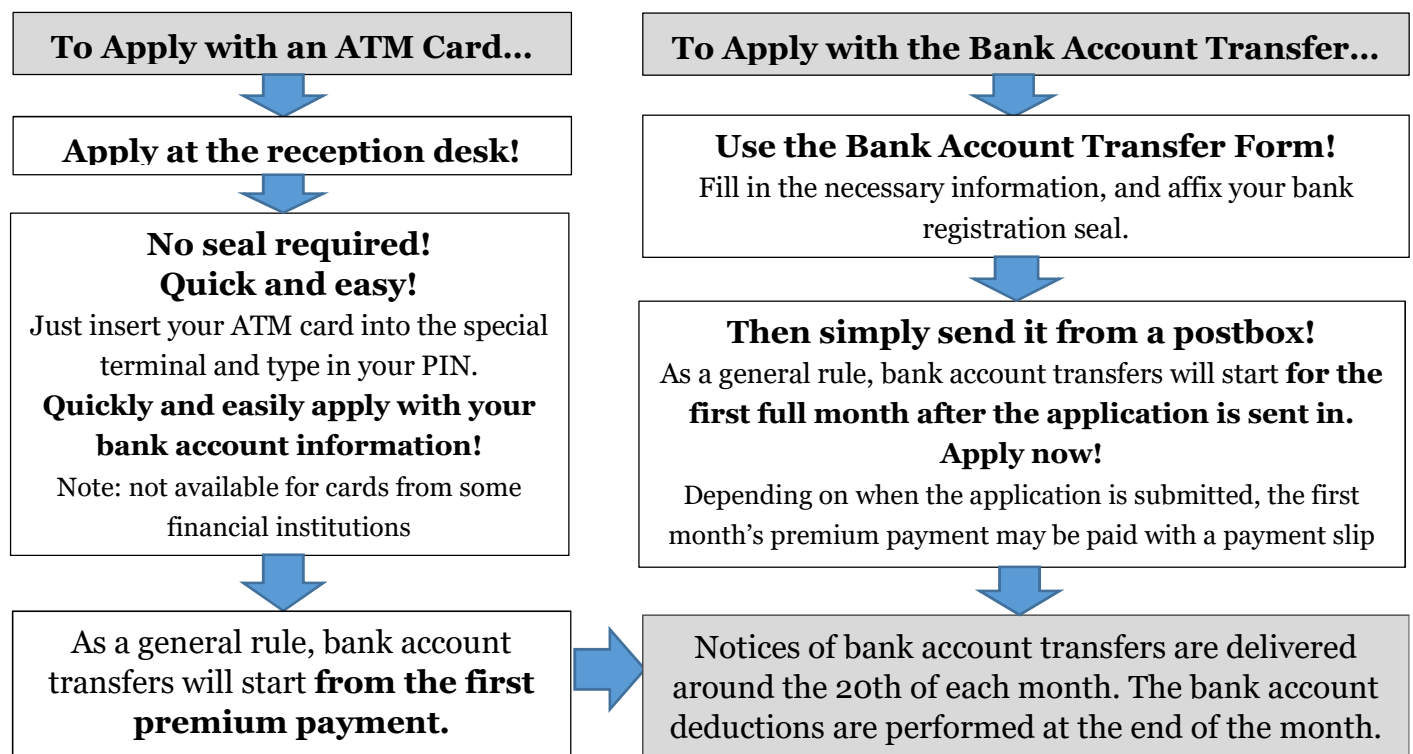 To Apply with an ATM Card...
Apply at the reception desk!
No seal required!
Quick and easy!
Just insert your ATM card into the special
terminal and type in your PIN.
Quickly and easily apply with your
bank account information!
Note: not available for cards from some
financial institutions
As a general rule, bank account
transfers will start from the first
premium payment.
To Apply with the Bank Account Transfer...
Use the Bank Account Transfer Form!
Fill in the necessary information, and affix your bank
registration seal.
Then simply send it from a postbox!
As a general rule, bank account transfers will start for the
first full month after the application is sent in.
Apply now!
Depending on when the application is submitted, the first
month's premium payment may be paid with a payment slip
Notices of bank account transfers are delivered
around the 20th of each month. The bank account
deductions are performed at the end of the month.